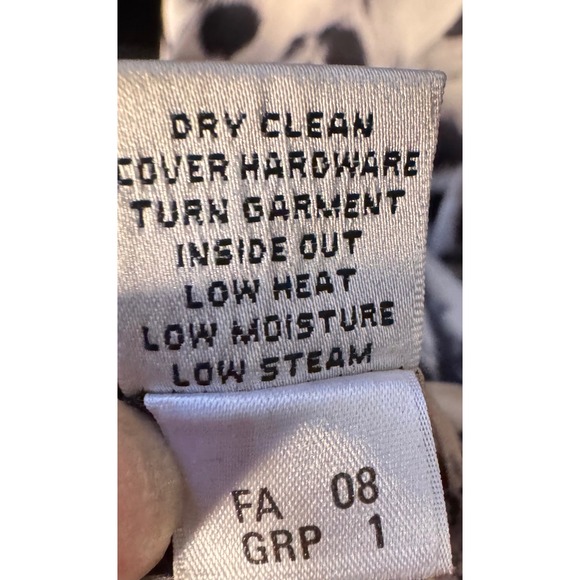 DRY CLEAN
COVER HARDWARE
TURN GARMENT
INSIDE OUT
LOW HEAT
LOW MOISTURE
LOW STEAM
FA 08
GRP 1